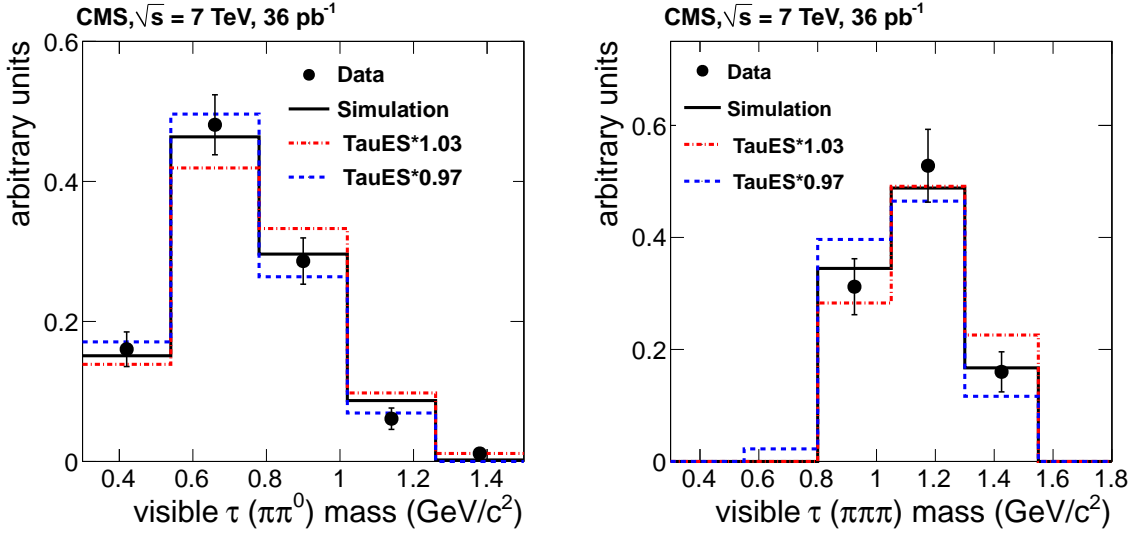 CMS,√s = 7 TeV, 36 pb⁻¹
arbitrary units
0.6
0.4
0.2
0
Data
Simulation
TauES*1.03
TauES*0.97
0.4 0.6 0.8 1 1.2 1.4
visible τ (ππ⁰) mass (GeV/c²)
CMS,√s = 7 TeV, 36 pb⁻¹
arbitrary units
0.6
0.4
0.2
0
Data
Simulation
TauES*1.03
TauES*0.97
0.4 0.6 0.8 1 1.2 1.4 1.6 1.8
visible τ (πππ) mass (GeV/c²)